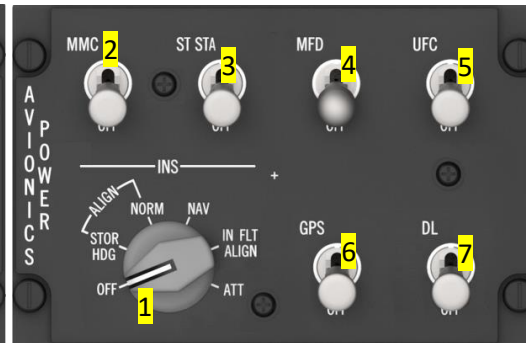 MMC 2 ST STA 3 MFD 4 UFC 5
AVIONICS
POWER
INS
ALIGN
NORM NAV
STOR
HDG
IN FLT
ALIGN
OFF
ATT
1
GPS 6 DL 7